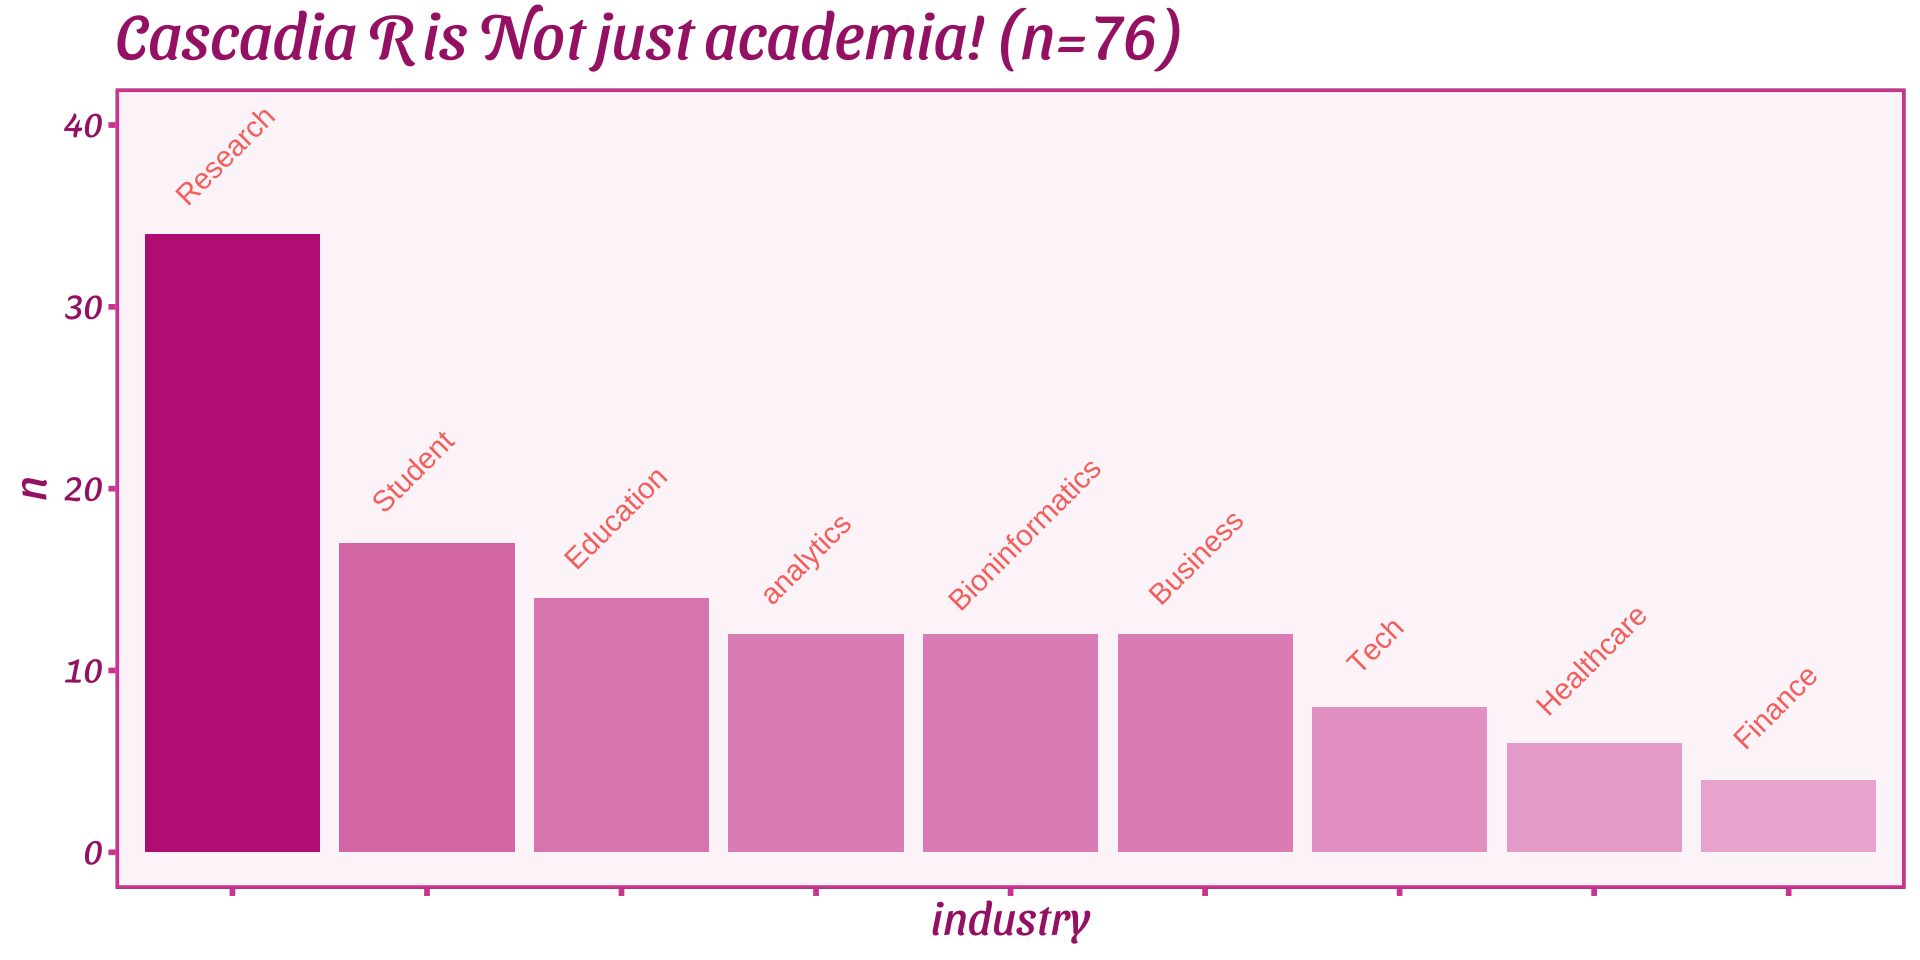 Cascadia R is Not just academia! (n=76)
40
30
20
10
0
n
Research
Student
Education
analytics
Bioninformatics
Business
Tech
Healthcare
Finance
industry